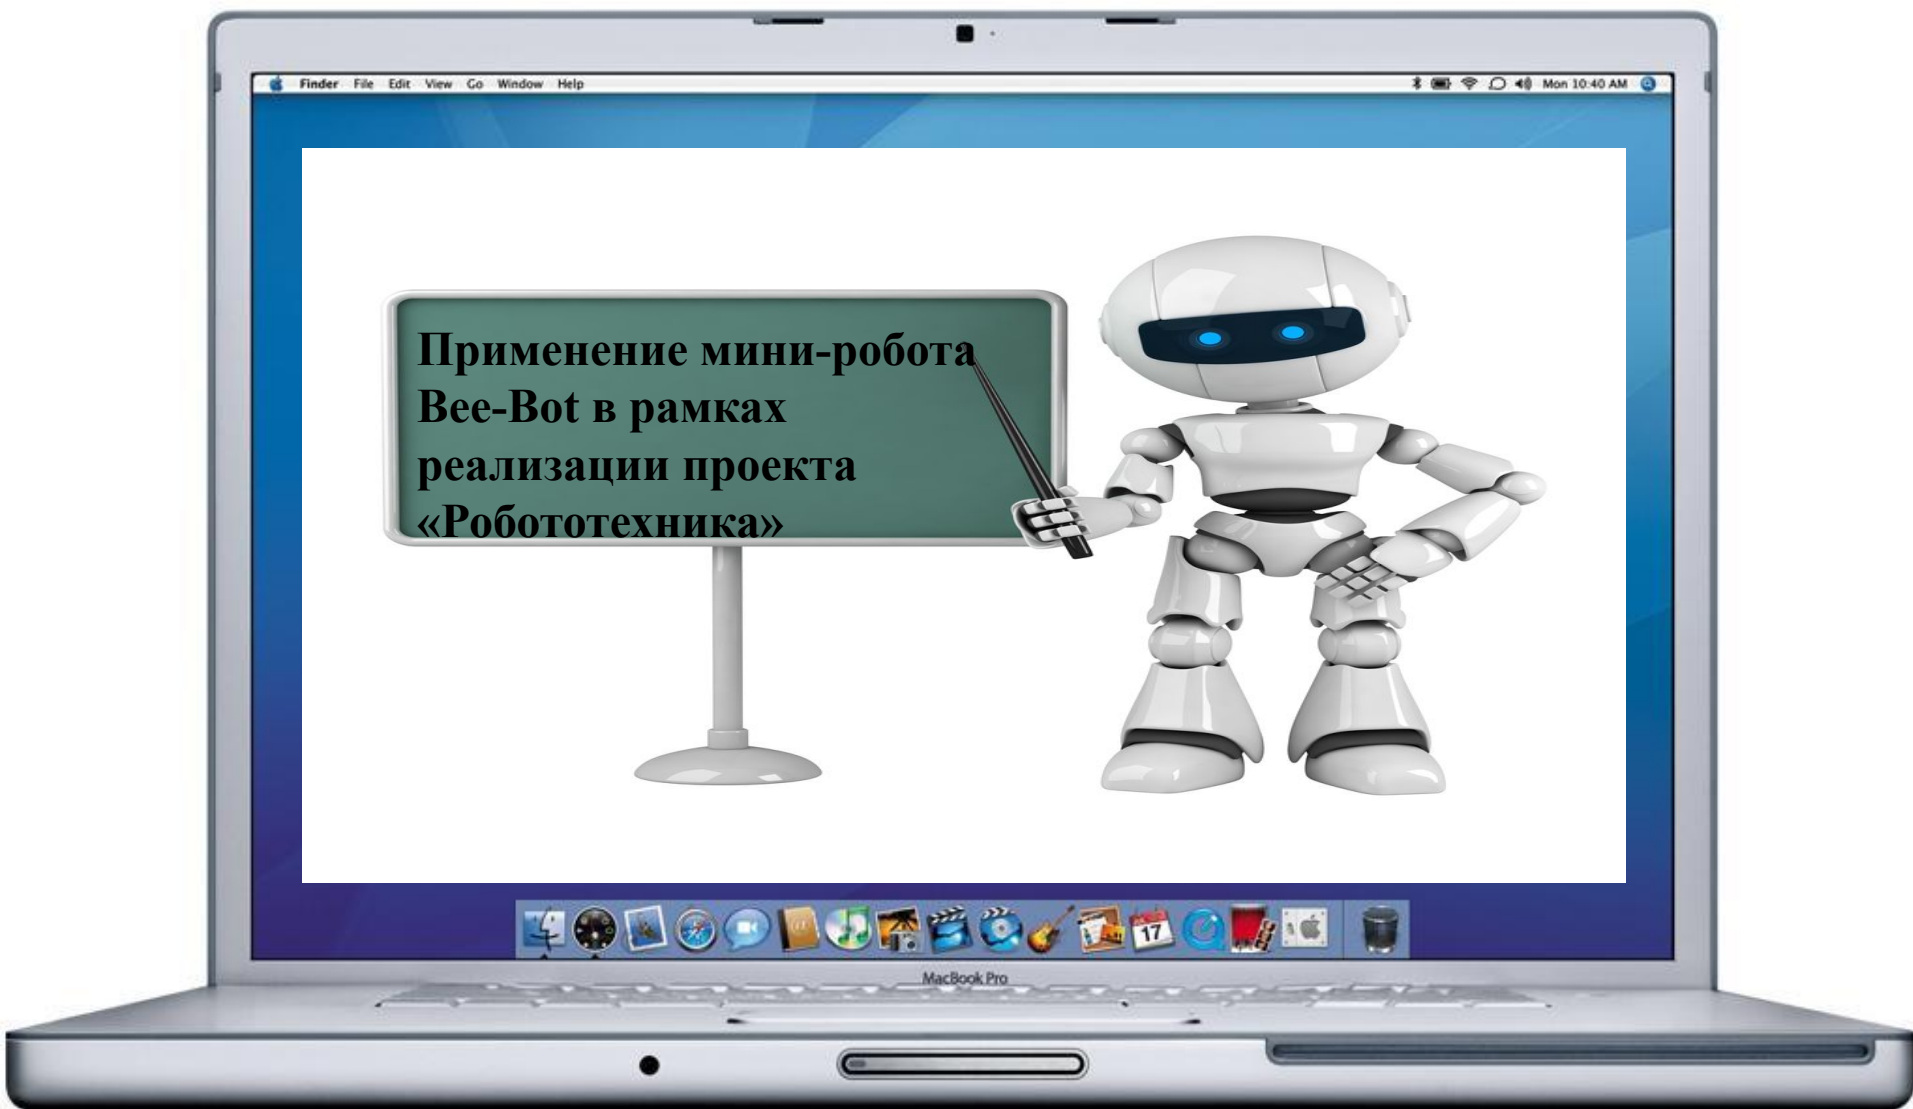 Finder File Edit View Go Window Help
Mon 10:40 AM
Применение мини-робота
Bee-Bot в рамках
реализации проекта
«Робототехника»
17
MacBook Pro